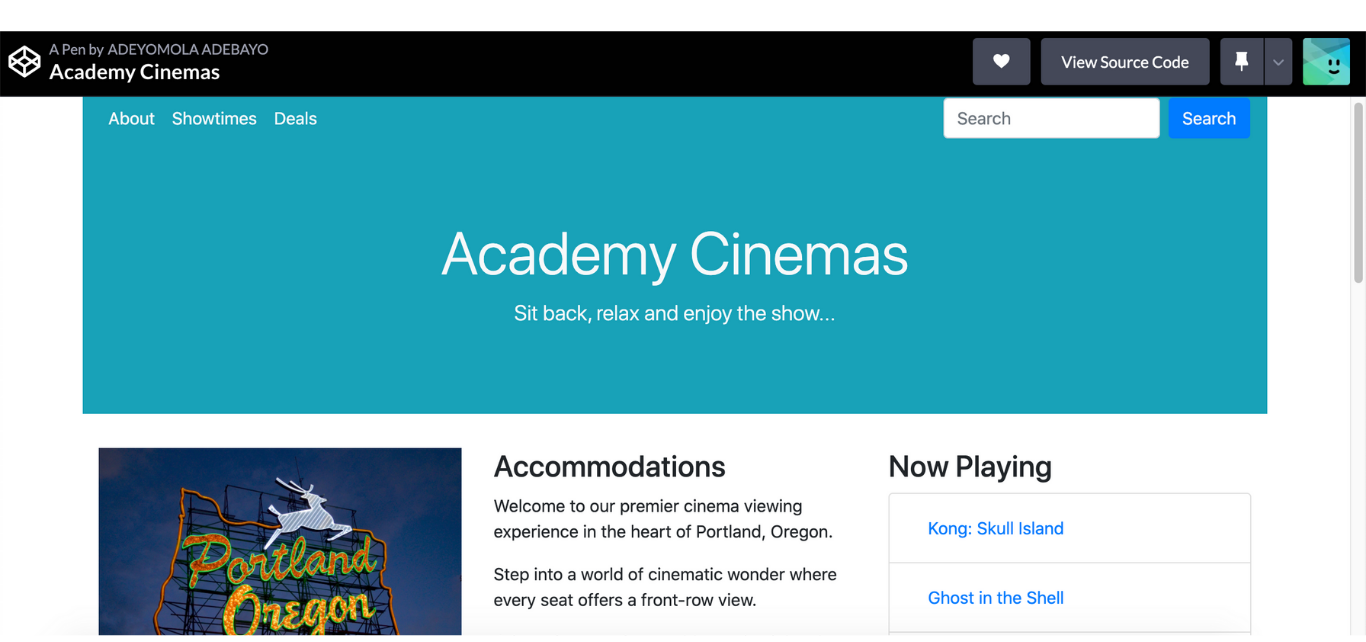 A Pen by ADEYOMOLA ADEBAYO
Academy Cinemas
View Source Code
About Showtimes Deals
Search
Search
Academy Cinemas
Sit back, relax and enjoy the show...
Portland
Oregon
Accommodations
Welcome to our premier cinema viewing
experience in the heart of Portland, Oregon.
Step into a world of cinematic wonder where
every seat offers a front-row view.
Now Playing
Kong: Skull Island
Ghost in the Shell